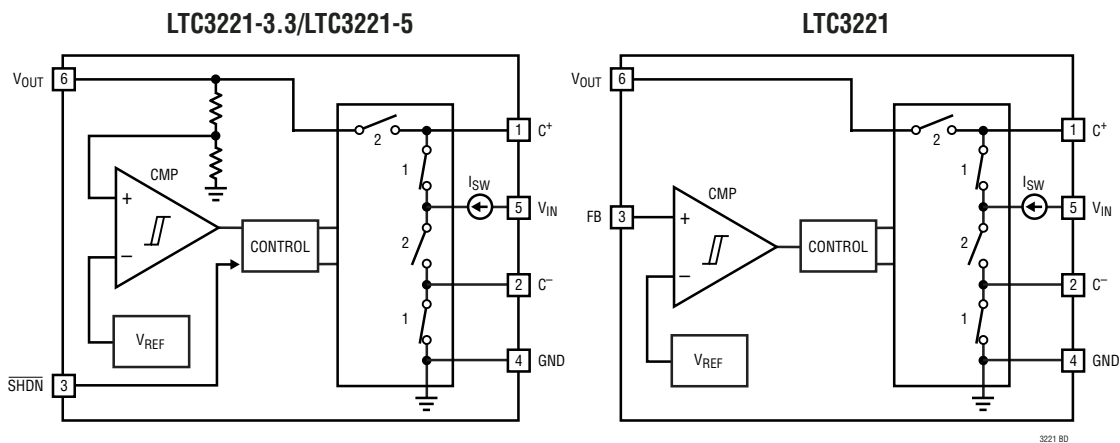 LTC3221-3.3/LTC3221-5
VOUT 6
CMP
+
–
VREF
SHDN 3
CONTROL
2
1
2
1
ISW
1 C+
5 VIN
2 C–
4 GND
LTC3221
VOUT 6
FB 3
CMP
+
–
VREF
CONTROL
2
1
2
1
ISW
1 C+
5 VIN
2 C–
4 GND
3221 BD